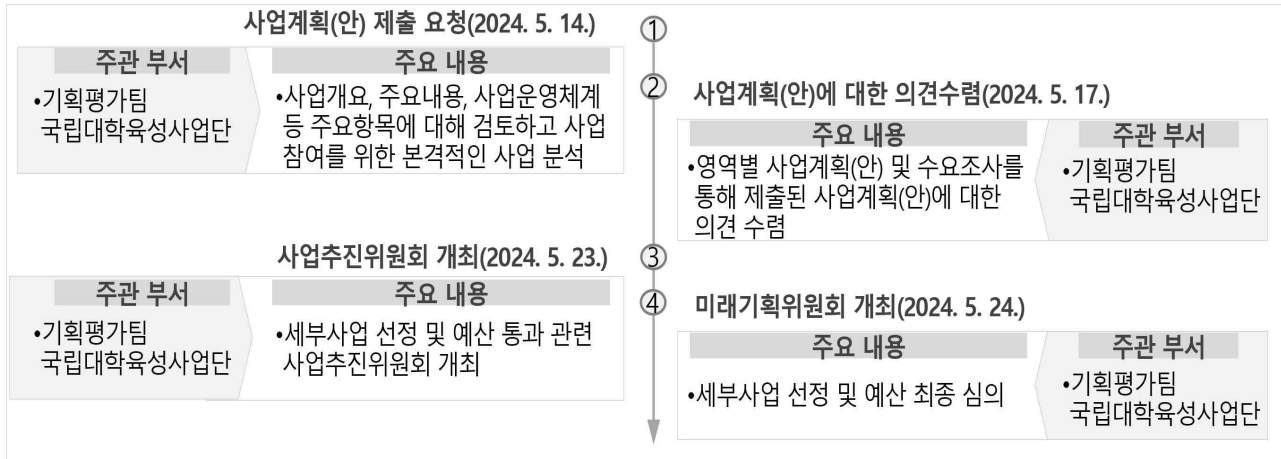 사업계획(안) 제출 요청(2024. 5. 14.)
①
주관 부서
•기획평가팀
국립대학육성사업단
주요 내용
•사업개요, 주요내용, 사업운영체계
등 주요항목에 대해 검토하고 사업
참여를 위한 본격적인 사업 분석
②
사업계획(안)에 대한 의견수렴(2024. 5. 17.)
주요 내용
•영역별 사업계획(안) 및 수요조사를
통해 제출된 사업계획(안)에 대한
의견 수렴
주관 부서
•기획평가팀
국립대학육성사업단
사업추진위원회 개최(2024. 5. 23.)
③
주관 부서
•기획평가팀
국립대학육성사업단
주요 내용
•세부사업 선정 및 예산 통과 관련
사업추진위원회 개최
④
미래기획위원회 개최(2024. 5. 24.)
주요 내용
•세부사업 선정 및 예산 최종 심의
주관 부서
•기획평가팀
국립대학육성사업단